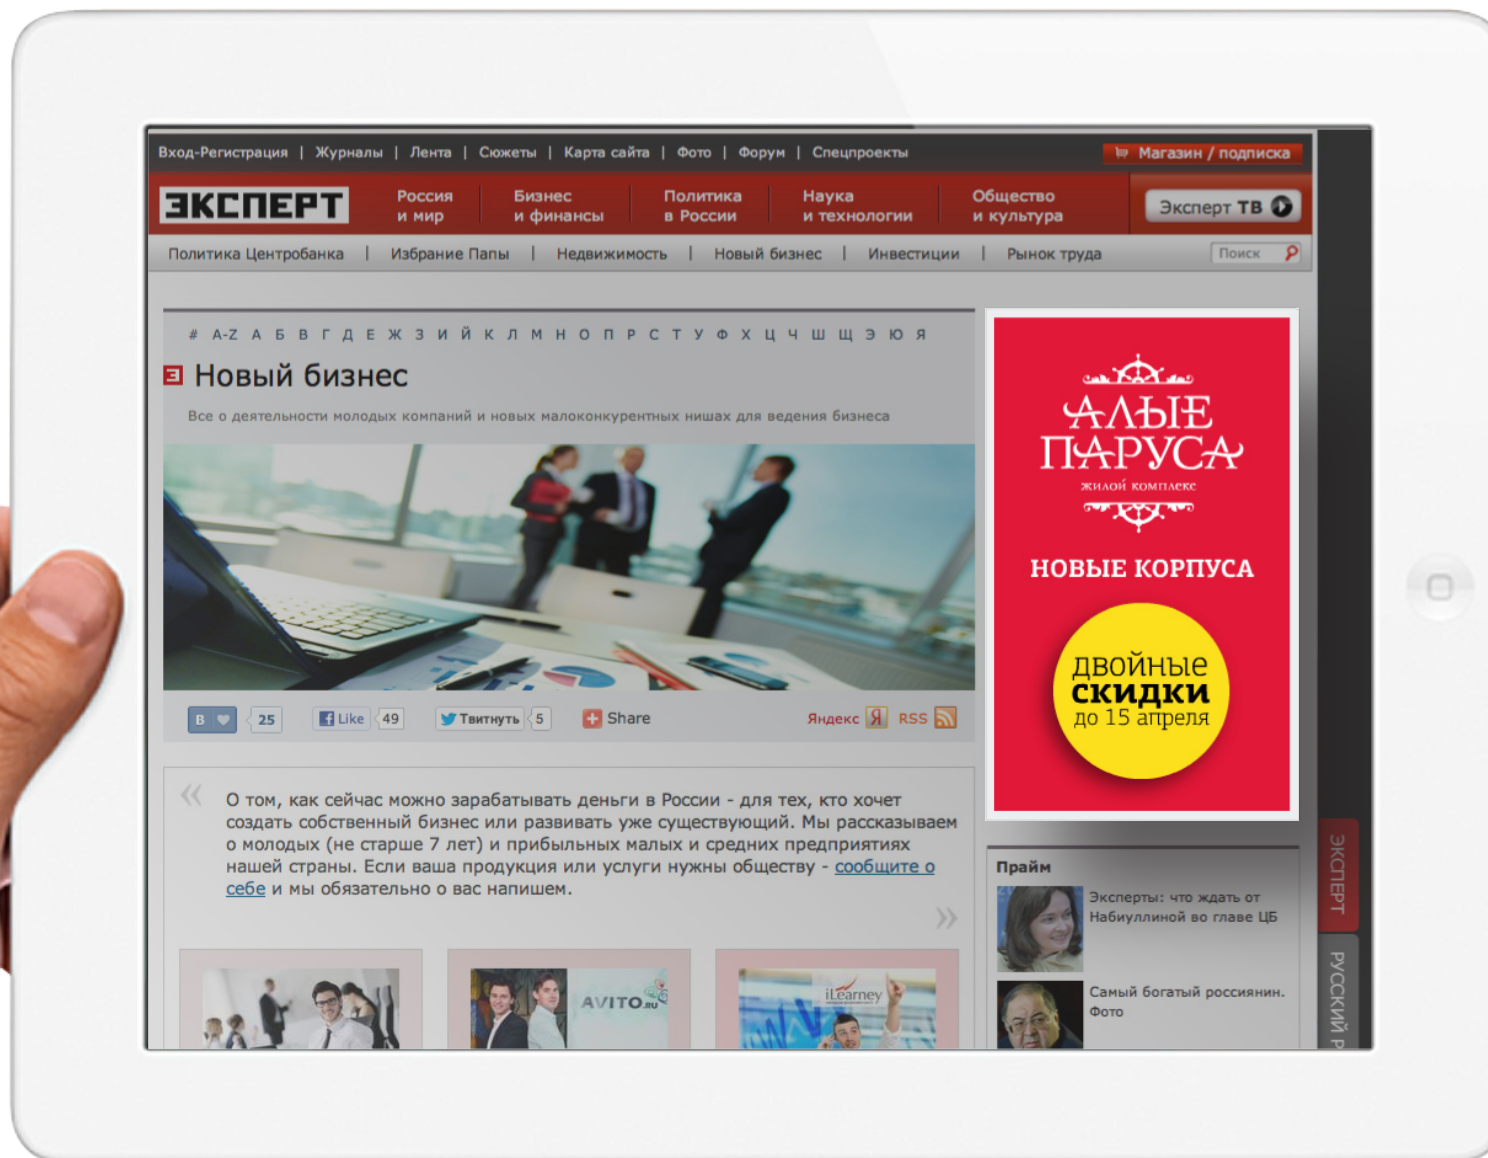 Вход-Регистрация | Журналы | Лента | Сюжеты | Карта сайта | Фото | Форум | Спецпроекты
Магазин / подписка
ЭКСПЕРТ
Россия
и мир
Бизнес
и финансы
Политика
в России
Наука
и технологии
Общество
и культура
Эксперт ТВ
Политика Центробанка | Избрание Папы | Недвижимость | Новый бизнес | Инвестиции | Рынок труда
Поиск
# A-Z А Б В Г Д Е Ж З И Й К Л М Н О П Р С Т У Ф Х Ц Ч Ш Щ Э Ю Я
Э Новый бизнес
Все о деятельности молодых компаний и новых малоконкурентных нишах для ведения бизнеса
В 25
f Like 49
Твитнуть 5
Share
Яндекс Я RSS
« О том, как сейчас можно зарабатывать деньги в России - для тех, кто хочет
создать собственный бизнес или развивать уже существующий. Мы рассказываем
о молодых (не старше 7 лет) и прибыльных малых и средних предприятиях
нашей страны. Если ваша продукция или услуги нужны обществу - сообщите о
себе и мы обязательно о вас напишем.
»
AVITO.RU
iLearney
АЛЫЕ
ПАРУСА
ЖИЛОЙ КОМПЛЕКС
НОВЫЕ КОРПУСА
ДВОЙНЫЕ
СКИДКИ
до 15 апреля
Прайм
Эксперты: что ждать от
Набиуллиной во главе ЦБ
Самый богатый россиянин.
Фото
ЭКСПЕРТ
РУССКИЙ Р